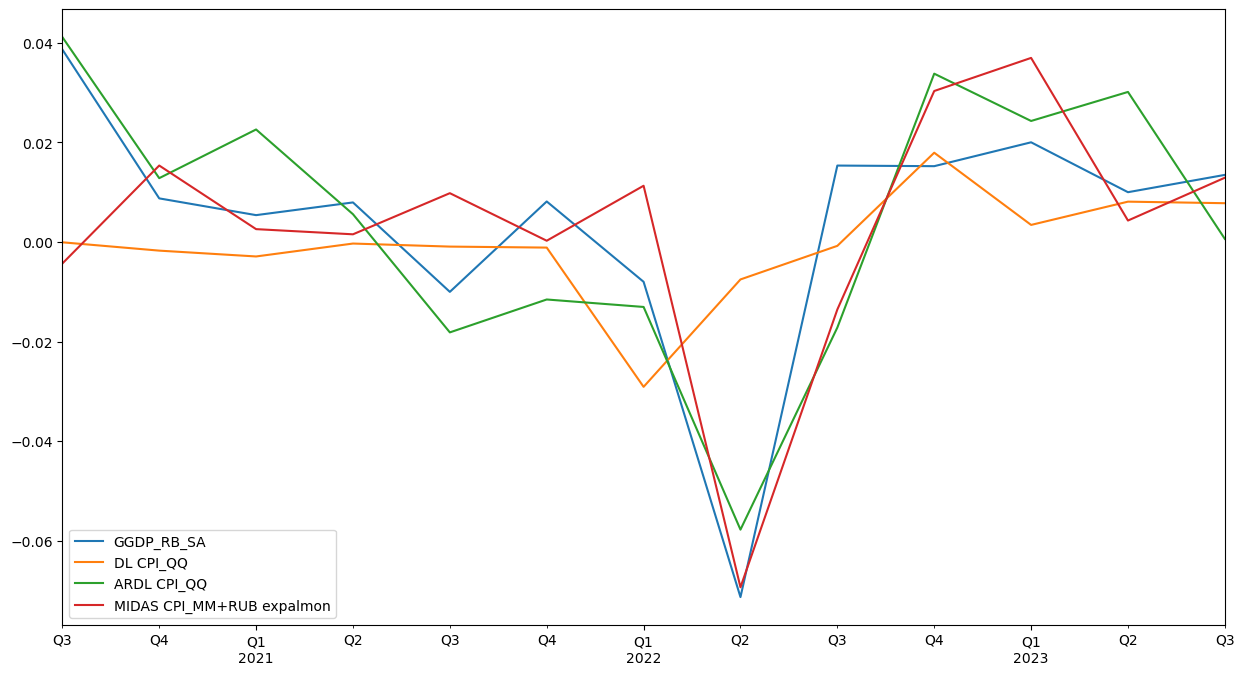 0.04
0.02
0.00
−0.02
−0.04
−0.06
GGDP_RB_SA
DL CPI_QQ
ARDL CPI_QQ
MIDAS CPI_MM+RUB expalmon
Q3 Q4 Q1 Q2 Q3 Q4 Q1 Q2 Q3 Q4 Q1 Q2 Q3
2021 2022 2023